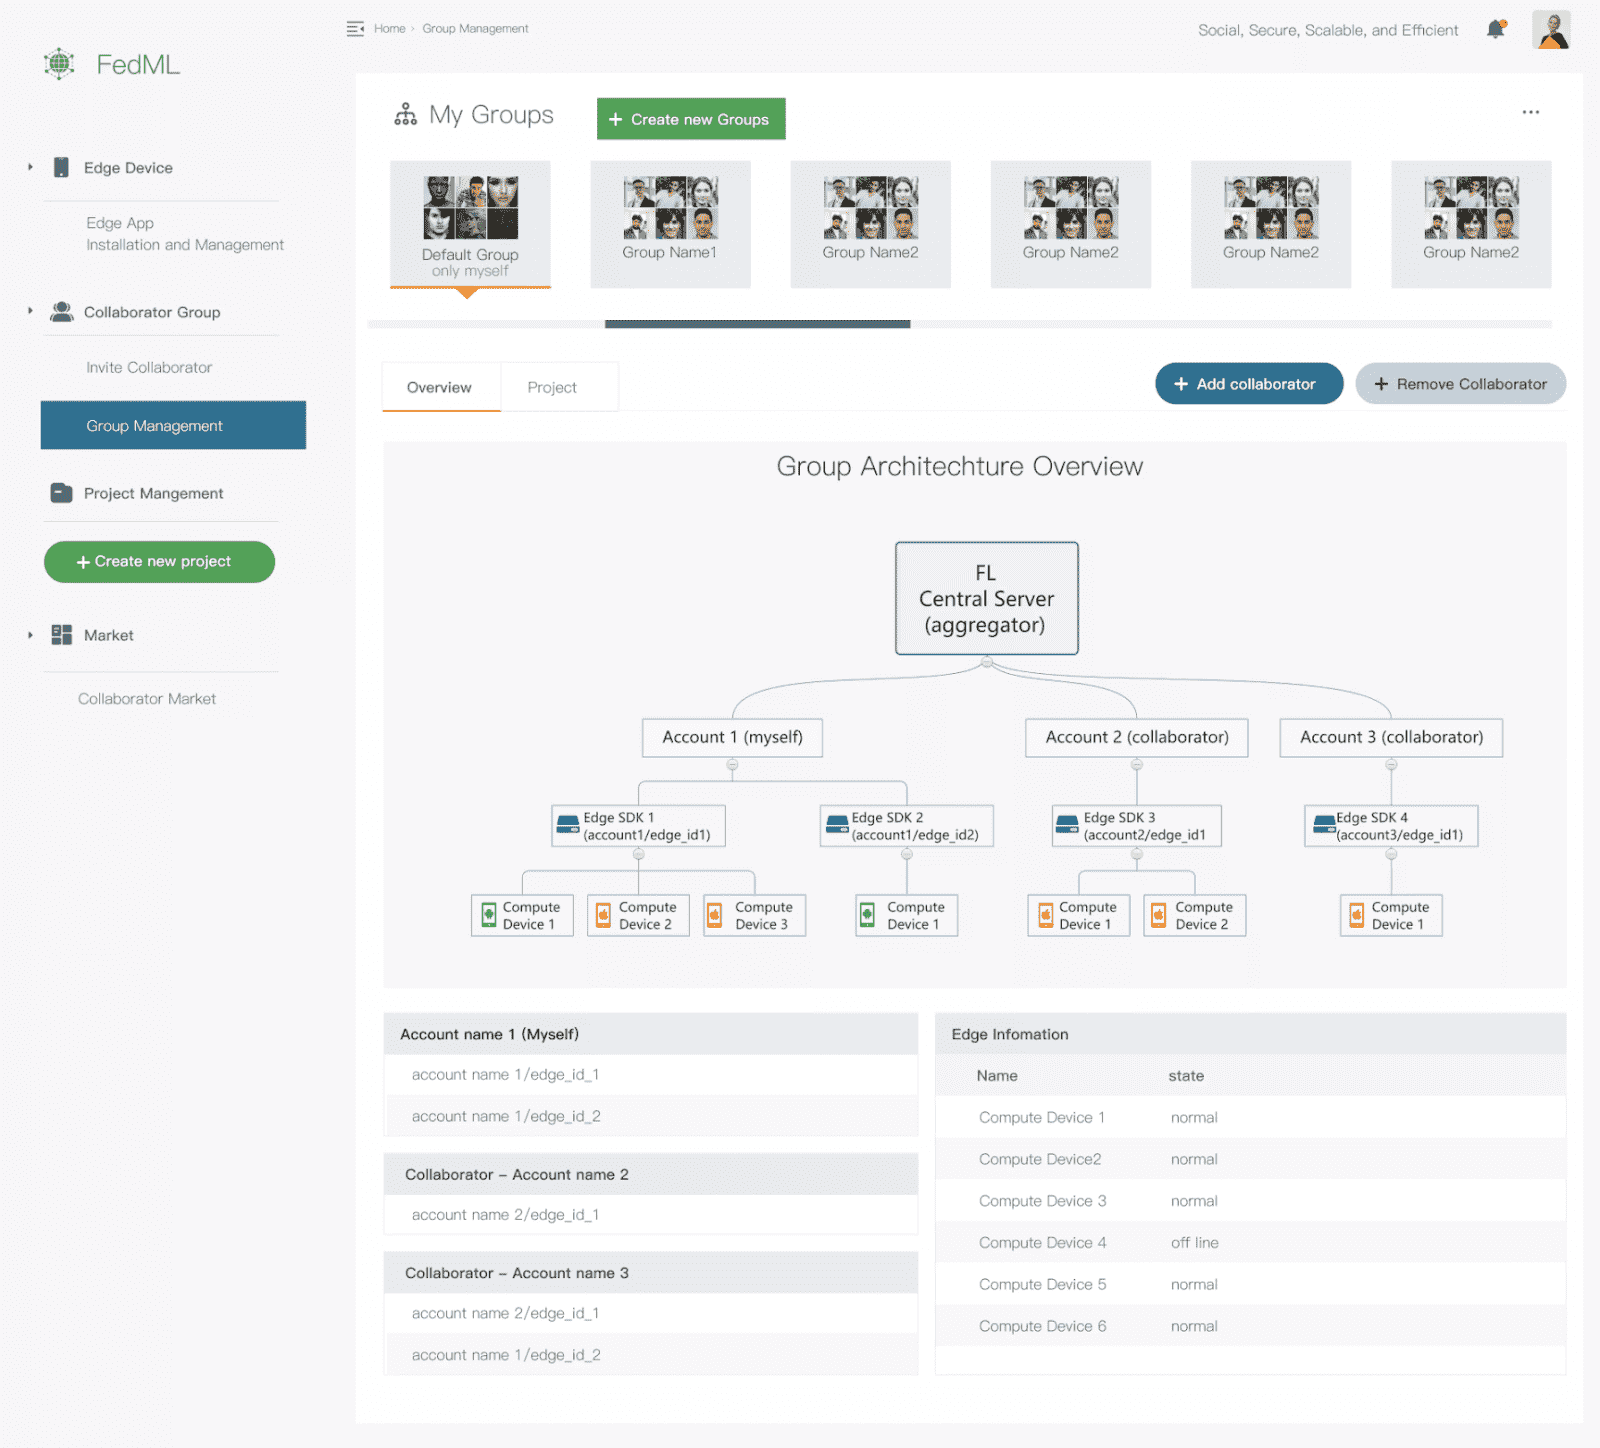 FedML
Home › Group Management
Social, Secure, Scalable, and Efficient
Edge Device
Edge App
Installation and Management
Collaborator Group
Invite Collaborator
Group Management
Project Mangement
+ Create new project
Market
Collaborator Market
My Groups
+ Create new Groups
...
Default Group
only myself
Group Name1
Group Name2
Group Name2
Group Name2
Group Name2
Overview
Project
+ Add collaborator
+ Remove Collaborator
Group Architechture Overview
FL
Central Server
(aggregator)
Account 1 (myself)
Account 2 (collaborator)
Account 3 (collaborator)
Edge SDK 1
(account1/edge_id1)
Edge SDK 2
(account1/edge_id2)
Edge SDK 3
(account2/edge_id1
Edge SDK 4
(account3/edge_id1)
Compute
Device 1
Compute
Device 2
Compute
Device 3
Compute
Device 1
Compute
Device 1
Compute
Device 2
Compute
Device 1
Account name 1 (Myself)
account name 1/edge_id_1
account name 1/edge_id_2
Collaborator – Account name 2
account name 2/edge_id_1
Collaborator – Account name 3
account name 2/edge_id_1
account name 1/edge_id_2
Edge Infomation
Name state
Compute Device 1 normal
Compute Device2 normal
Compute Device 3 normal
Compute Device 4 off line
Compute Device 5 normal
Compute Device 6 normal